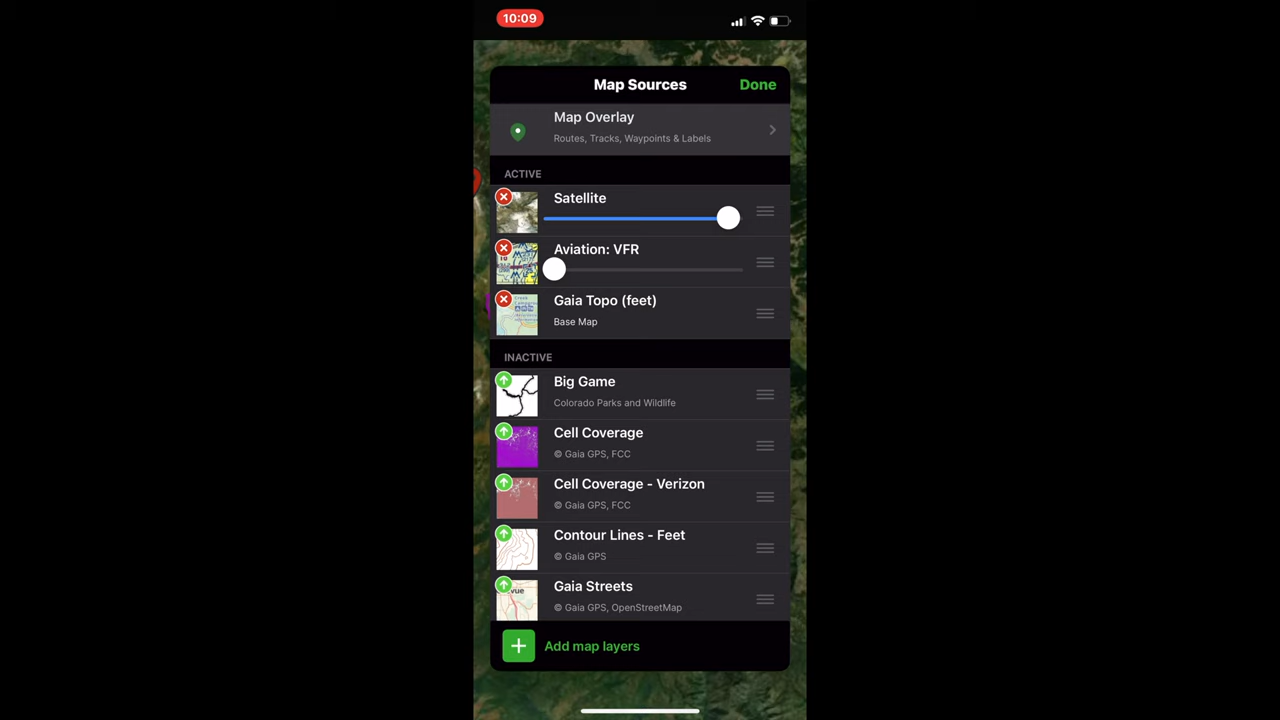 10:09
Map Sources
Done
Map Overlay
Routes, Tracks, Waypoints & Labels
ACTIVE
Satellite
Aviation: VFR
Gaia Topo (feet)
Base Map
INACTIVE
Big Game
Colorado Parks and Wildlife
Cell Coverage
© Gaia GPS, FCC
Cell Coverage - Verizon
© Gaia GPS, FCC
Contour Lines - Feet
© Gaia GPS
Gaia Streets
© Gaia GPS, OpenStreetMap
Add map layers